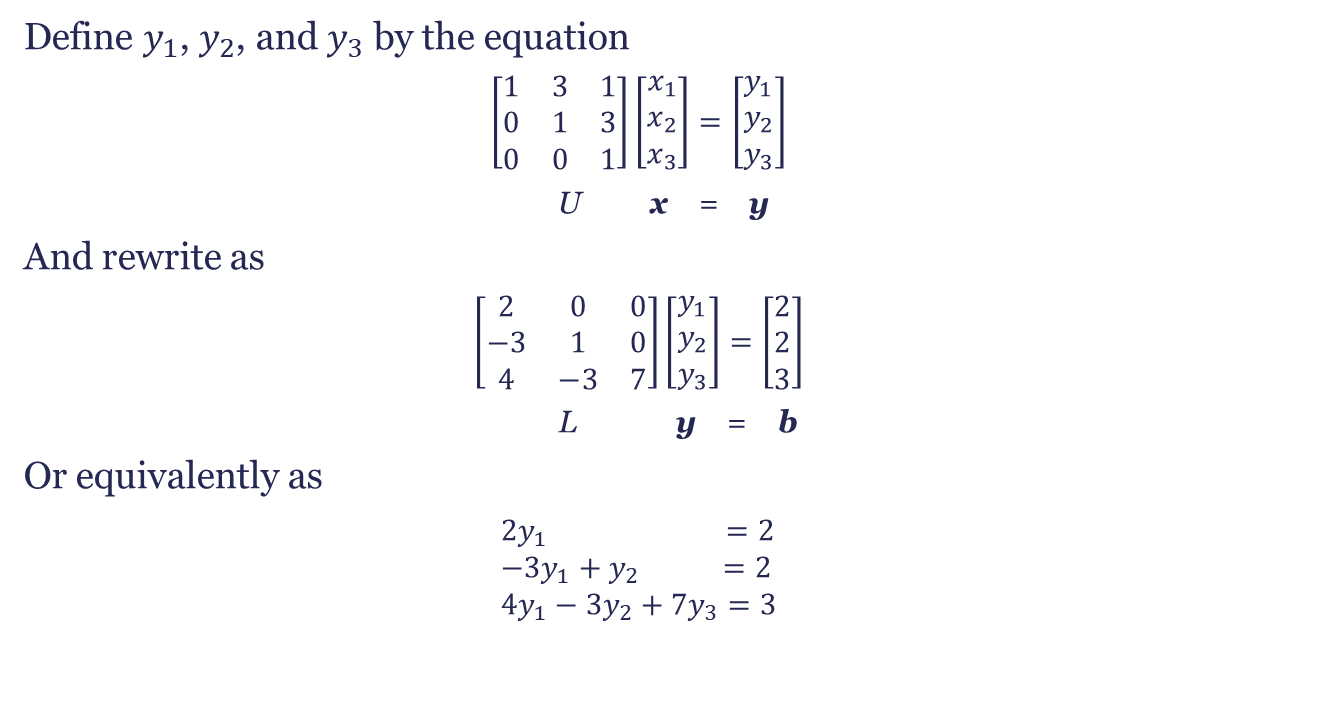 Define y₁, y₂, and y₃ by the equation
[1 3 1] [x₁] [y₁]
[0 1 3] [x₂] = [y₂]
[0 0 1] [x₃] [y₃]
U x = y
And rewrite as
[2 0 0] [y₁] [2]
[−3 1 0] [y₂] = [2]
[4 −3 7] [y₃] [3]
L y = b
Or equivalently as
2y₁ = 2
−3y₁ + y₂ = 2
4y₁ − 3y₂ + 7y₃ = 3